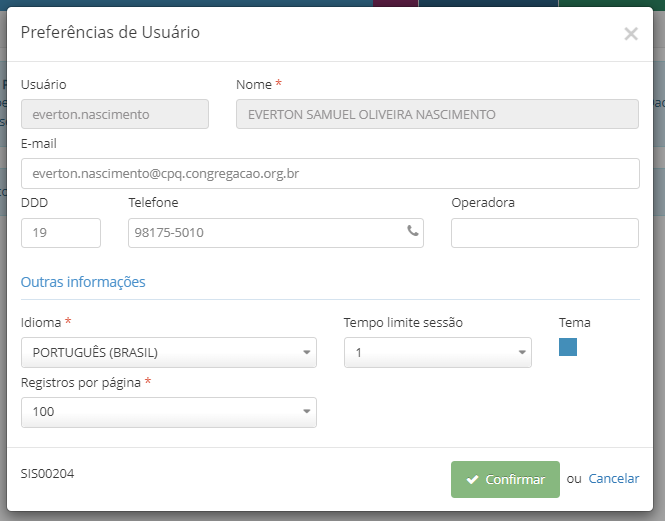 Preferências de Usuário
Usuário
Nome *
everton.nascimento
EVERTON SAMUEL OLIVEIRA NASCIMENTO
E-mail
everton.nascimento@cpq.congregacao.org.br
DDD
Telefone
Operadora
19
98175-5010
Outras informações
Idioma *
Tempo limite sessão
Tema
PORTUGUÊS (BRASIL)
1
Registros por página *
100
SIS00204
Confirmar
ou
Cancelar